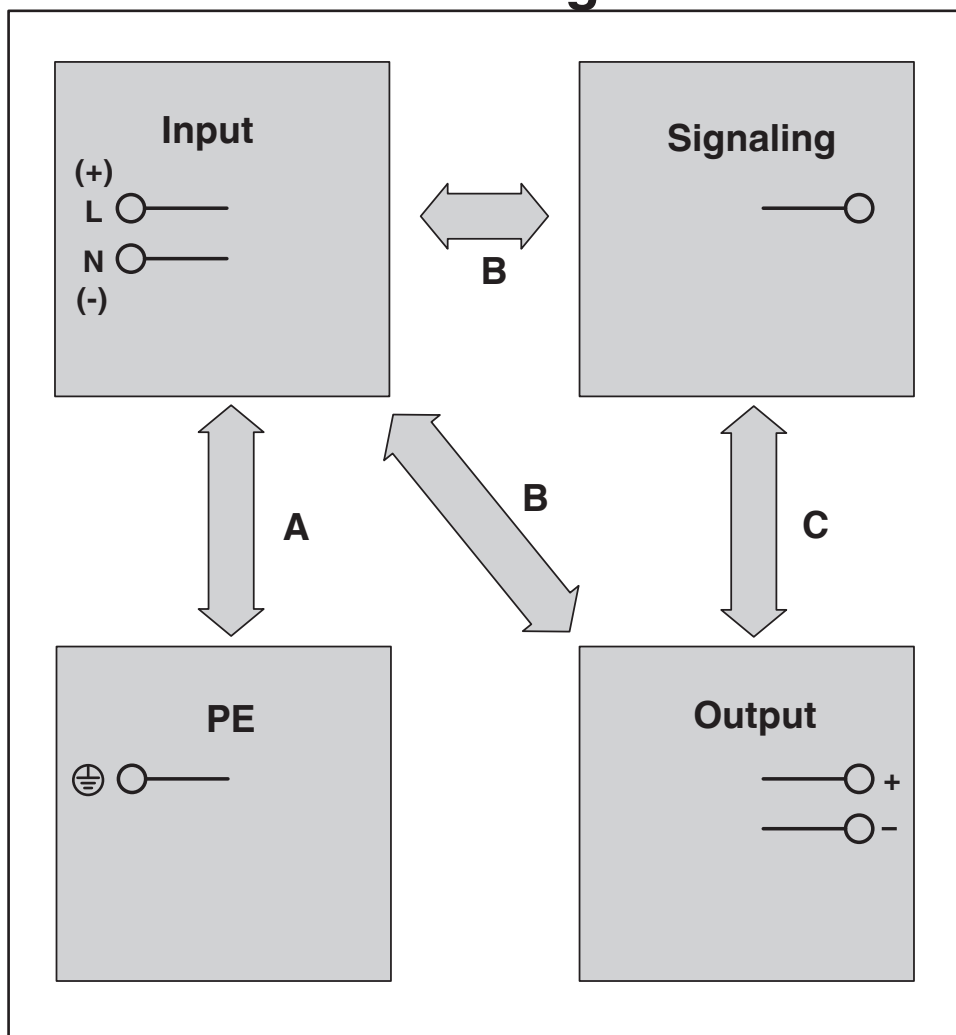 Input
(+)
L
N
(-)
Signaling
B
A
B
C
PE
Output
+
–